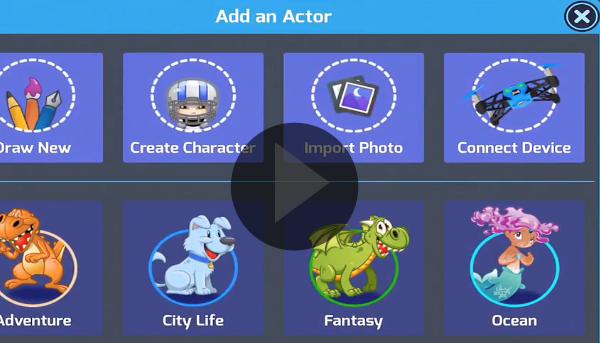 Add an Actor
Draw New
Create Character
Import Photo
Connect Device
Adventure
City Life
Fantasy
Ocean